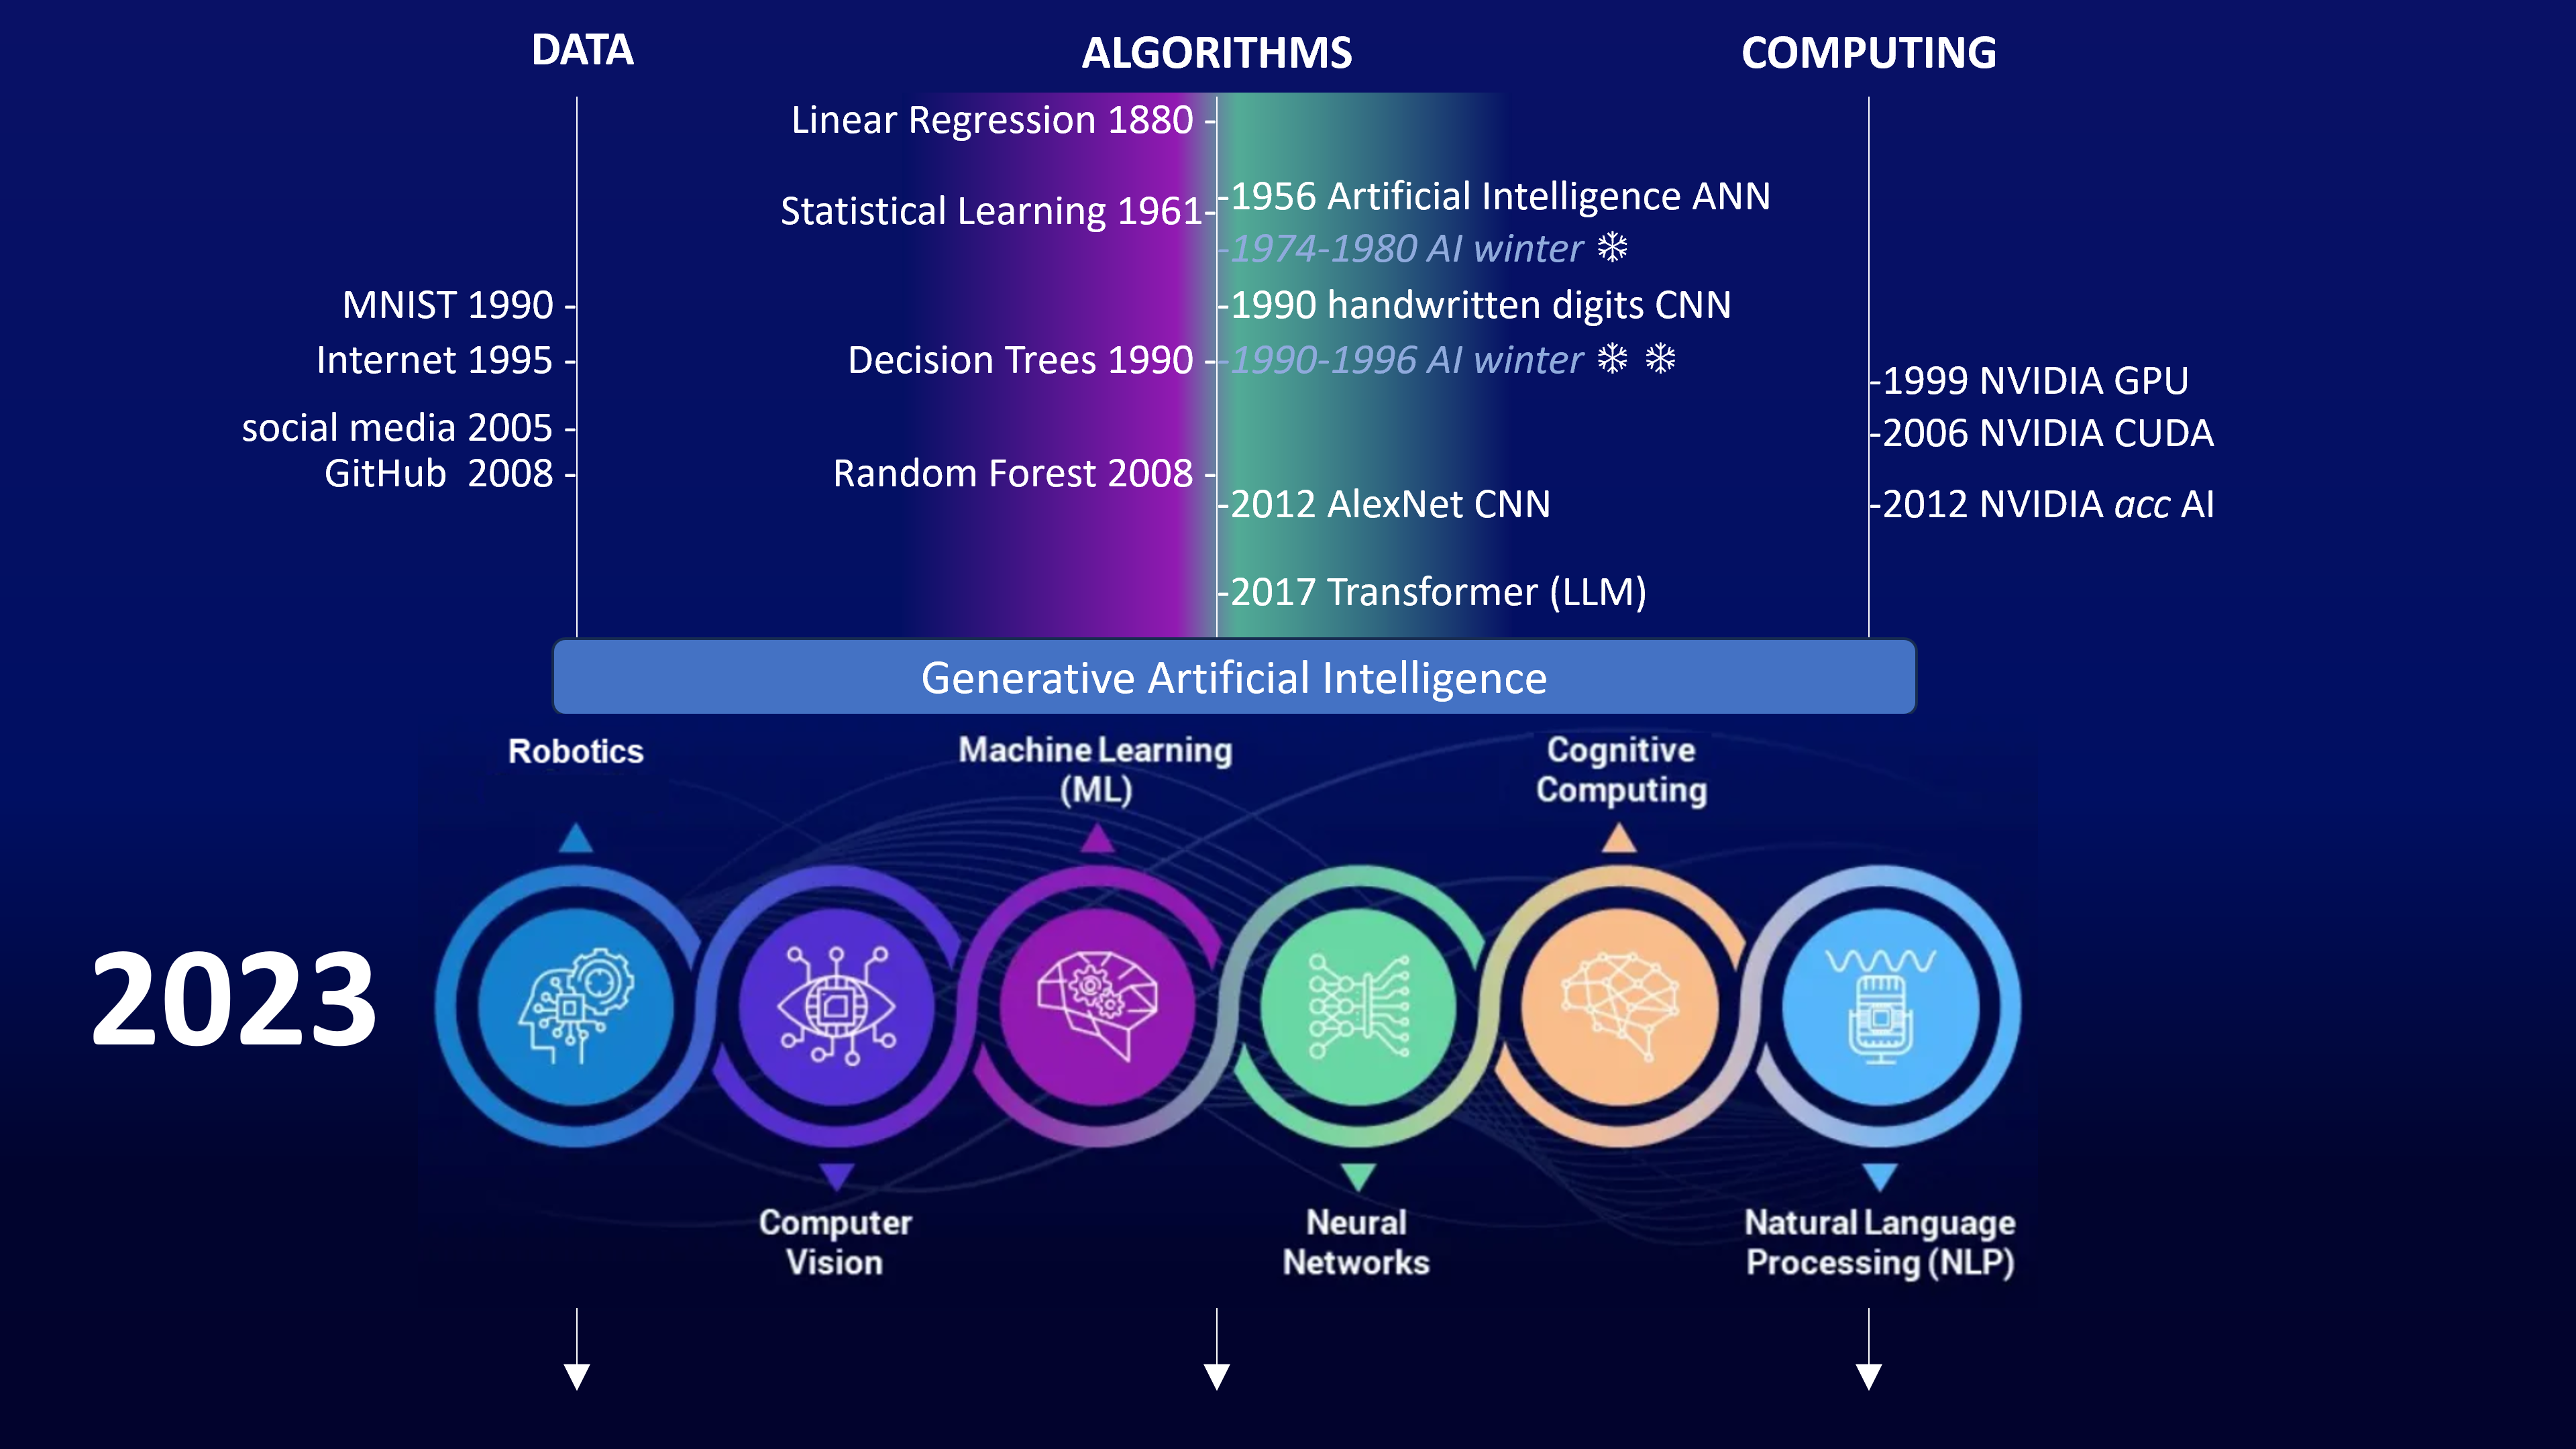 DATA
ALGORITHMS
COMPUTING
Linear Regression 1880 -
-1956 Artificial Intelligence ANN
Statistical Learning 1961-
-1974-1980 AI winter ❄
MNIST 1990 -
-1990 handwritten digits CNN
Internet 1995 -
Decision Trees 1990 -
-1990-1996 AI winter ❄ ❄
-1999 NVIDIA GPU
social media 2005 -
-2006 NVIDIA CUDA
GitHub  2008 -
Random Forest 2008 -
-2012 AlexNet CNN
-2012 NVIDIA acc AI
-2017 Transformer (LLM)
Generative Artificial Intelligence
Robotics
Machine Learning
(ML)
Cognitive
Computing
2023
Computer
Vision
Neural
Networks
Natural Language
Processing (NLP)